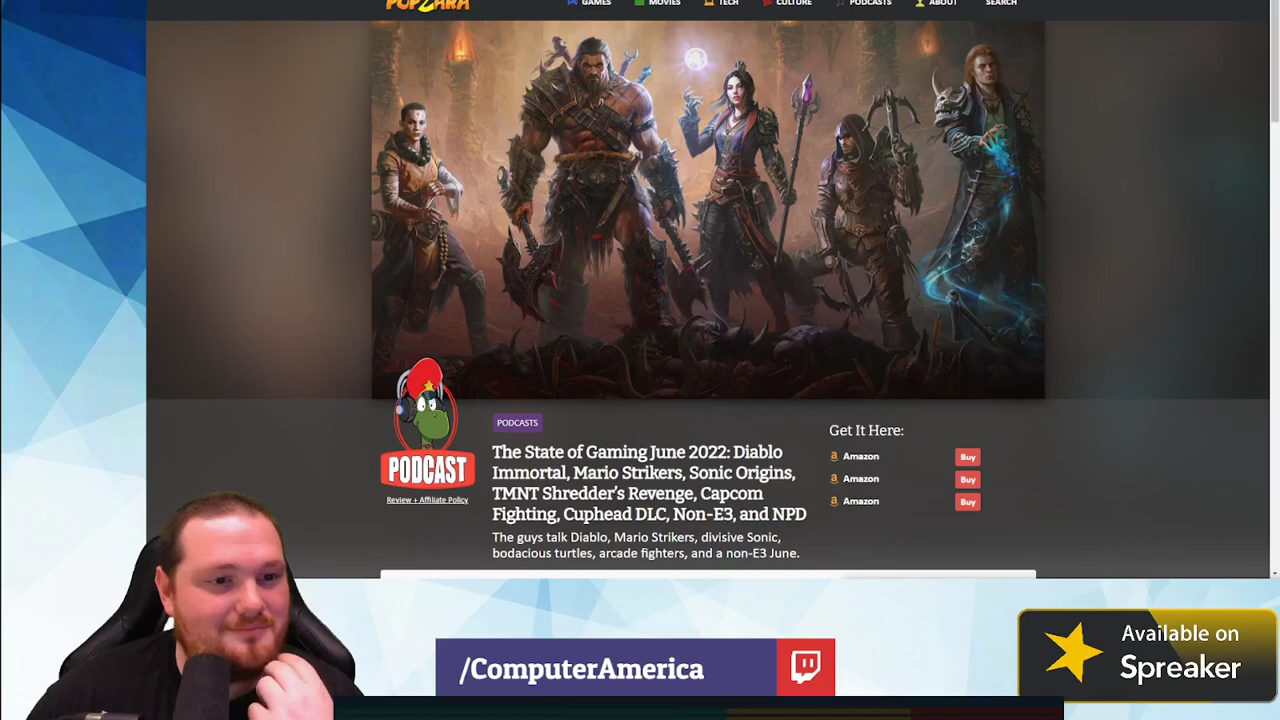 POPZARA
GAMES
MOVIES
TECH
CULTURE
PODCASTS
ABOUT
SEARCH
PODCAST
Review + Affiliate Policy
PODCASTS
The State of Gaming June 2022: Diablo
Immortal, Mario Strikers, Sonic Origins,
TMNT Shredder's Revenge, Capcom
Fighting, Cuphead DLC, Non-E3, and NPD
The guys talk Diablo, Mario Strikers, divisive Sonic,
bodacious turtles, arcade fighters, and a non-E3 June.
Get It Here:
Amazon
Buy
Amazon
Buy
Amazon
Buy
/ComputerAmerica
Available on
Spreaker